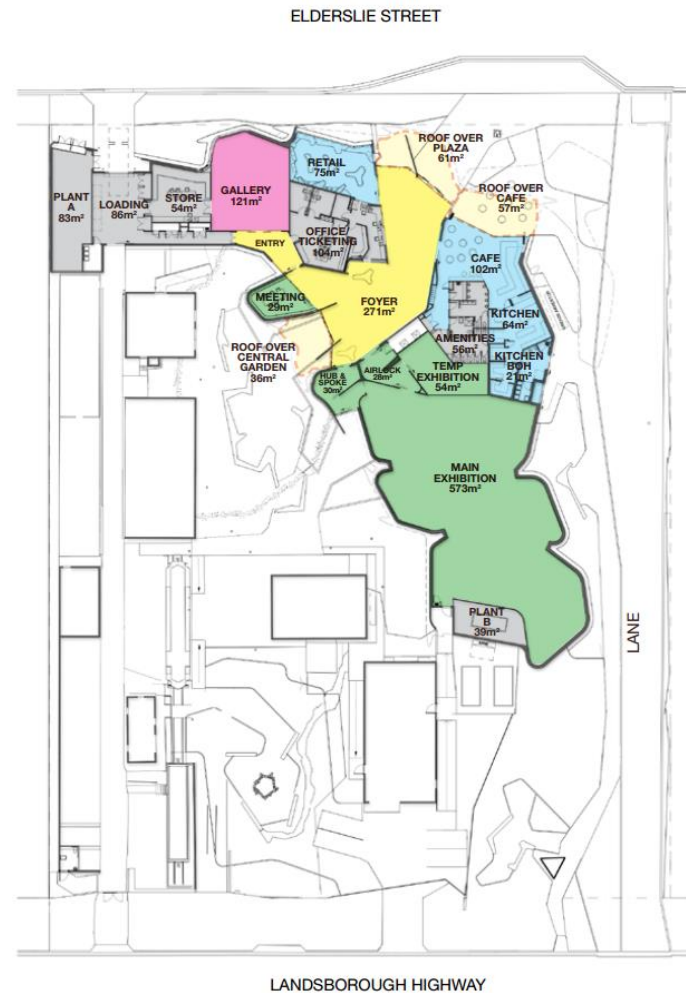 ELDERSLIE STREET
ROOF OVER
PLAZA
61m²
RETAIL
75m²
ROOF OVER
CAFE
57m²
PLANT
A
83m²
LOADING
86m²
STORE
54m²
GALLERY
121m²
OFFICE/
TICKETING
104m²
ENTRY
CAFE
102m²
MEETING
29m²
FOYER
271m²
KITCHEN
64m²
AMENITIES
56m²
ROOF OVER
CENTRAL
GARDEN
36m²
KITCHEN
BOH
21m²
HUB &
SPOKE
30m²
AIRLOCK
28m²
TEMP
EXHIBITION
54m²
MAIN
EXHIBITION
573m²
PLANT
B
39m²
LANE
LANDSBOROUGH HIGHWAY